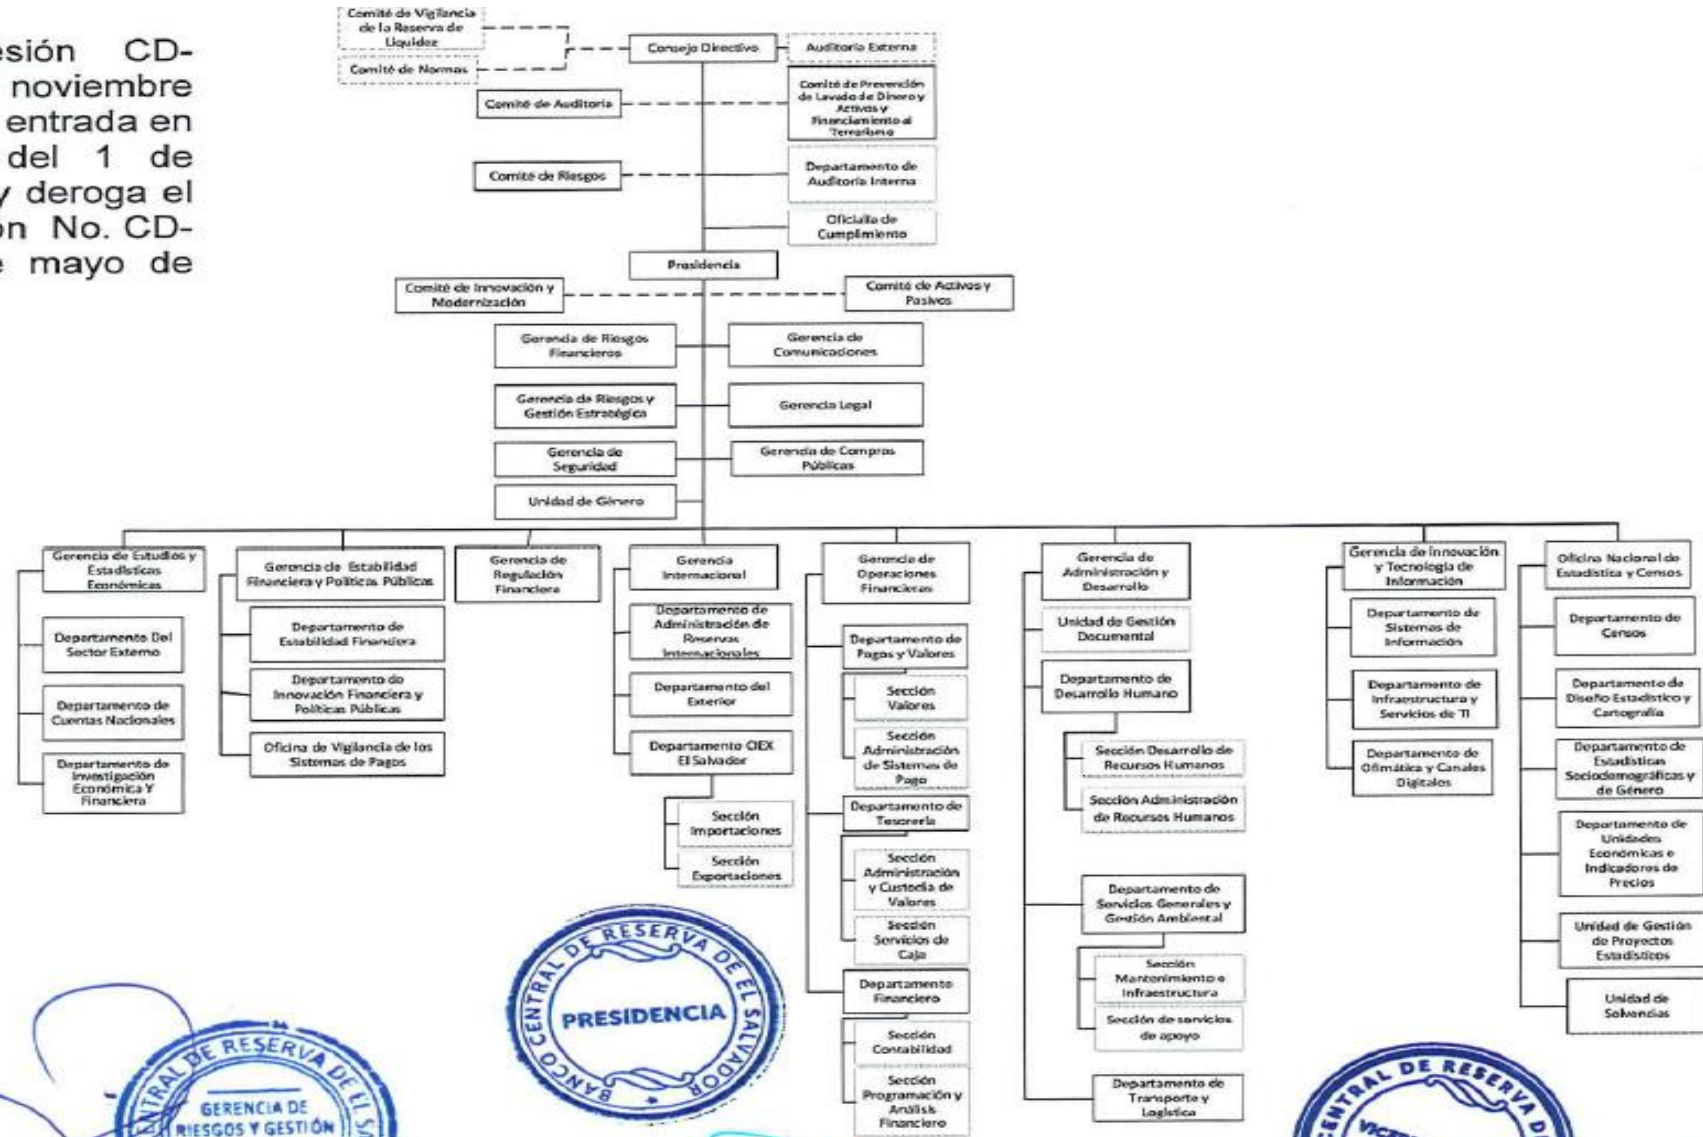 esión CD-
noviembre
entrada en
del 1 de
y deroga el
ón No. CD-
e mayo de
Comité de Vigilancia
de la Reserva de
Liquidez
Comité de Normas
Consejo Directivo
Auditoría Externa
Comité de Auditoría
Comité de Prevención
de Lavado de Dinero y
Activos y
Financiamiento al
Terrorismo
Comité de Riesgos
Departamento de
Auditoría Interna
Oficialía de
Cumplimiento
Presidencia
Comité de Innovación y
Modernización
Comité de Activos y
Pasivos
Gerencia de Riesgos
Financieros
Gerencia de
Comunicaciones
Gerencia de Riesgos y
Gestión Estratégica
Gerencia Legal
Gerencia de
Seguridad
Gerencia de Compras
Públicas
Unidad de Género
Gerencia de Estudios y
Estadísticas
Económicas
Departamento Del
Sector Externo
Departamento de
Cuentas Nacionales
Departamento de
Investigación
Económica Y
Financiera
Gerencia de Estabilidad
Financiera y Políticas Públicas
Departamento de
Estabilidad Financiera
Departamento de
Innovación Financiera y
Políticas Públicas
Oficina de Vigilancia de los
Sistemas de Pagos
Gerencia de
Regulación
Financiera
Gerencia
Internacional
Departamento de
Administración de
Reservas
Internacionales
Departamento del
Exterior
Departamento CIEX
El Salvador
Sección
Importaciones
Sección
Exportaciones
Gerencia de
Operaciones
Financieras
Departamento de
Pagos y Valores
Sección
Valores
Sección
Administración
de Sistemas de
Pago
Departamento de
Tesorería
Sección
Administración
y Custodia de
Valores
Sección
Servicios de
Caja
Departamento
Financiero
Sección
Contabilidad
Sección
Programación y
Análisis
Financiero
Gerencia de
Administración y
Desarrollo
Unidad de Gestión
Documental
Departamento de
Desarrollo Humano
Sección Desarrollo de
Recursos Humanos
Sección Administración
de Recursos Humanos
Departamento de
Servicios Generales y
Gestión Ambiental
Sección
Mantenimiento e
Infraestructura
Sección de servicios
de apoyo
Departamento de
Transporte y
Logística
Gerencia de Innovación
y Tecnología de
Información
Departamento de
Sistemas de
Información
Departamento de
Infraestructura y
Servicios de TI
Departamento de
Ofimática y Canales
Digitales
Oficina Nacional de
Estadística y Censos
Departamento de
Censos
Departamento de
Diseño Estadístico y
Cartografía
Departamento de
Estadísticas
Sociodemográficas y
de Género
Departamento de
Unidades
Económicas e
Indicadores de
Precios
Unidad de Gestión
de Proyectos
Estadísticos
Unidad de
Solvencias
BANCO CENTRAL DE RESERVA DE EL SALVADOR
PRESIDENCIA
ENTRAL DE RESERVA DE EL SA
GERENCIA DE
RIESGOS Y GESTIÓN
CENTRAL DE RESERVA D